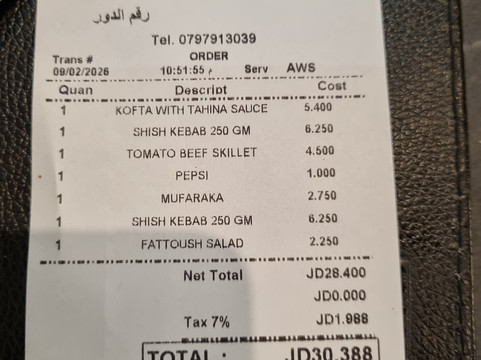 رقم الدور
Tel. 0797913039
ORDER
Trans #
09/02/2026 10:51:55 م Serv AWS
Quan Descript Cost
1 KOFTA WITH TAHINA SAUCE 5.400
1 SHISH KEBAB 250 GM 6.250
1 TOMATO BEEF SKILLET 4.500
1 PEPSI 1.000
1 MUFARAKA 2.750
1 SHISH KEBAB 250 GM 6.250
1 FATTOUSH SALAD 2.250
Net Total JD28.400
JD0.000
Tax 7% JD1.988
TOTAL : JD30.388